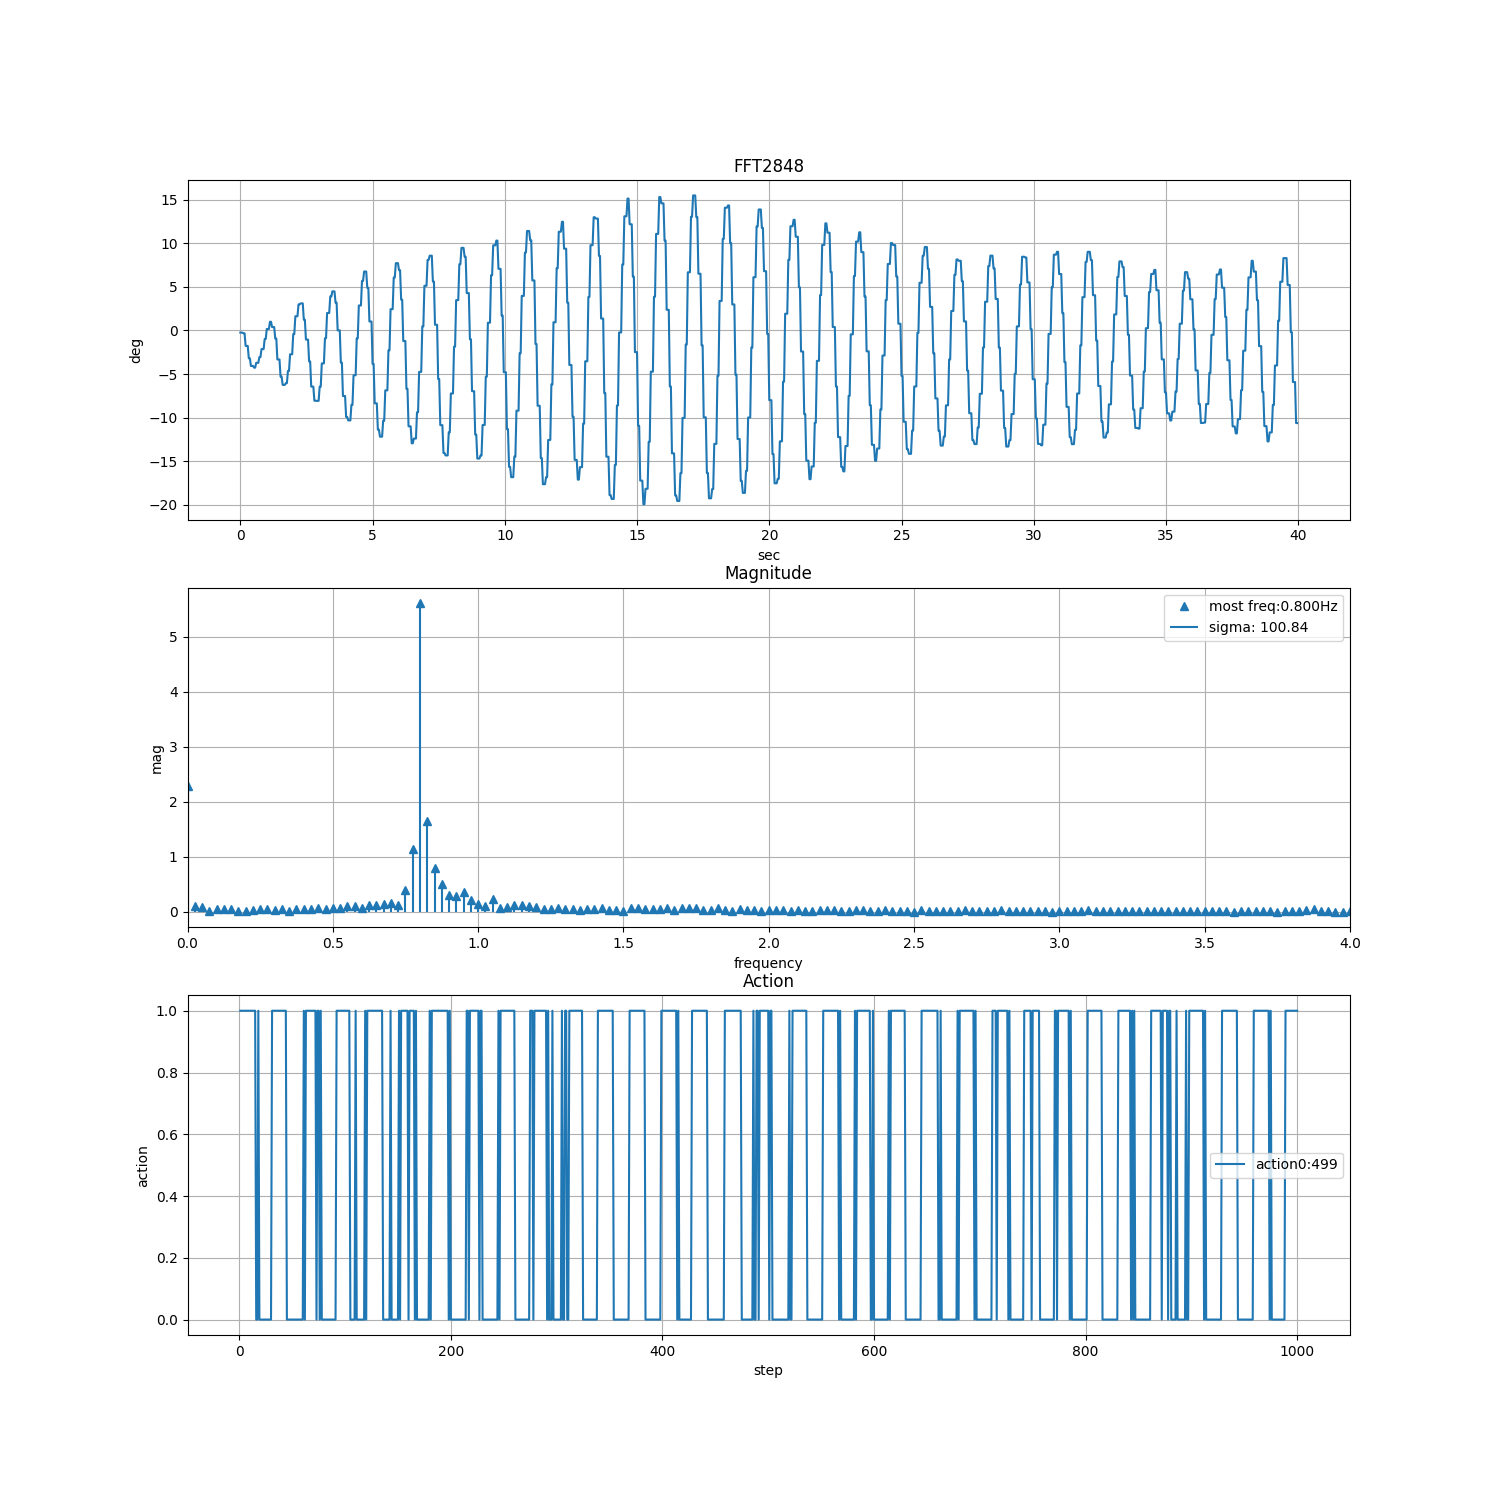 FFT2848
15
10
5
0
−5
−10
−15
−20
deg
0 5 10 15 20 25 30 35 40
sec
Magnitude
most freq:0.800Hz
sigma: 100.84
5
4
3
2
1
0
mag
0.0 0.5 1.0 1.5 2.0 2.5 3.0 3.5 4.0
frequency
Action
1.0
0.8
0.6
0.4
0.2
0.0
action
action0:499
0 200 400 600 800 1000
step